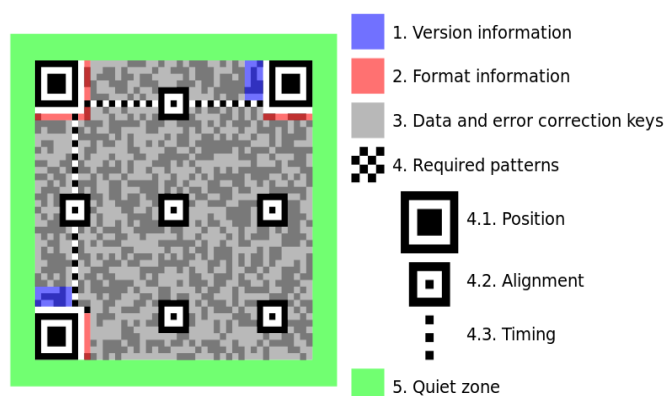 1. Version information
2. Format information
3. Data and error correction keys
4. Required patterns
4.1. Position
4.2. Alignment
4.3. Timing
5. Quiet zone